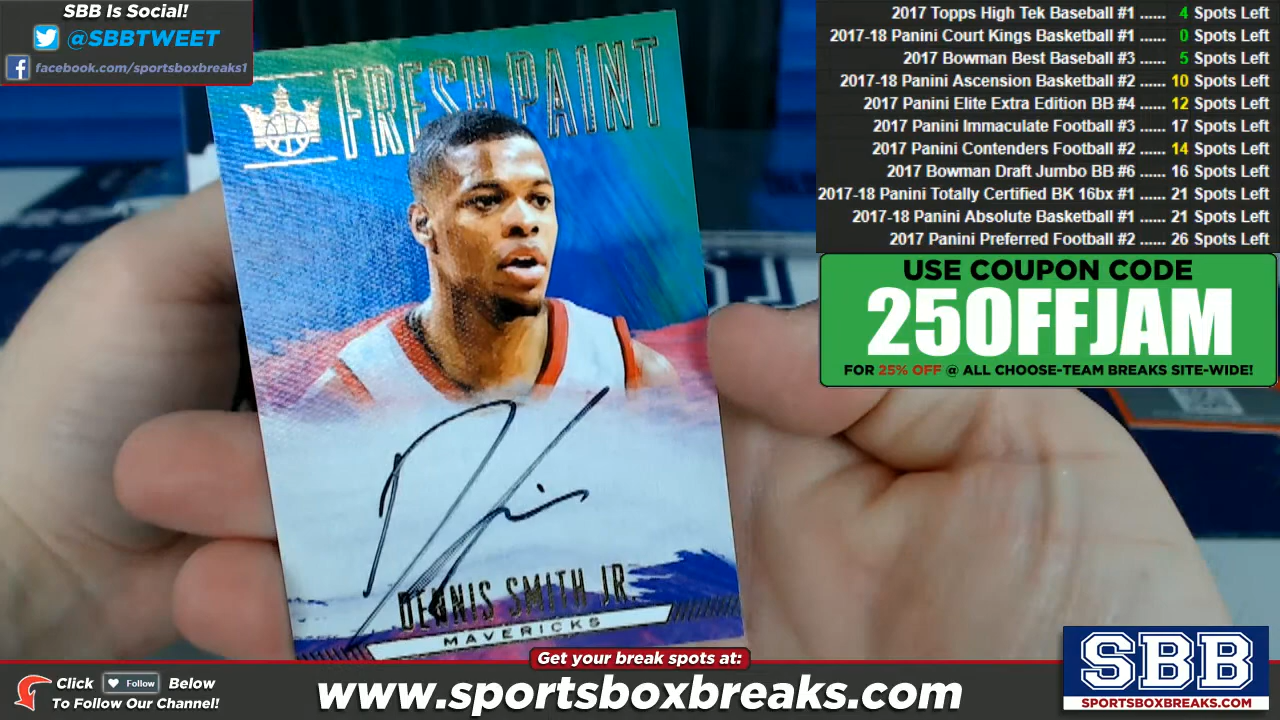 SBB Is Social!
@SBBTWEET
facebook.com/sportsboxbreaks1
FRESH PAINT
DENNIS SMITH JR.
MAVERICKS
2017 Topps High Tek Baseball #1 ...... 4 Spots Left
2017-18 Panini Court Kings Basketball #1 ...... 0 Spots Left
2017 Bowman Best Baseball #3 ...... 5 Spots Left
2017-18 Panini Ascension Basketball #2 ...... 10 Spots Left
2017 Panini Elite Extra Edition BB #4 ...... 12 Spots Left
2017 Panini Immaculate Football #3 ...... 17 Spots Left
2017 Panini Contenders Football #2 ...... 14 Spots Left
2017 Bowman Draft Jumbo BB #6 ...... 16 Spots Left
2017-18 Panini Totally Certified BK 16bx #1 ...... 21 Spots Left
2017-18 Panini Absolute Basketball #1 ...... 21 Spots Left
2017 Panini Preferred Football #2 ...... 26 Spots Left
USE COUPON CODE
25OFFJAM
FOR 25% OFF @ ALL CHOOSE-TEAM BREAKS SITE-WIDE!
Get your break spots at:
Click Follow Below
To Follow Our Channel!
www.sportsboxbreaks.com
SBB
SPORTSBOXBREAKS.COM